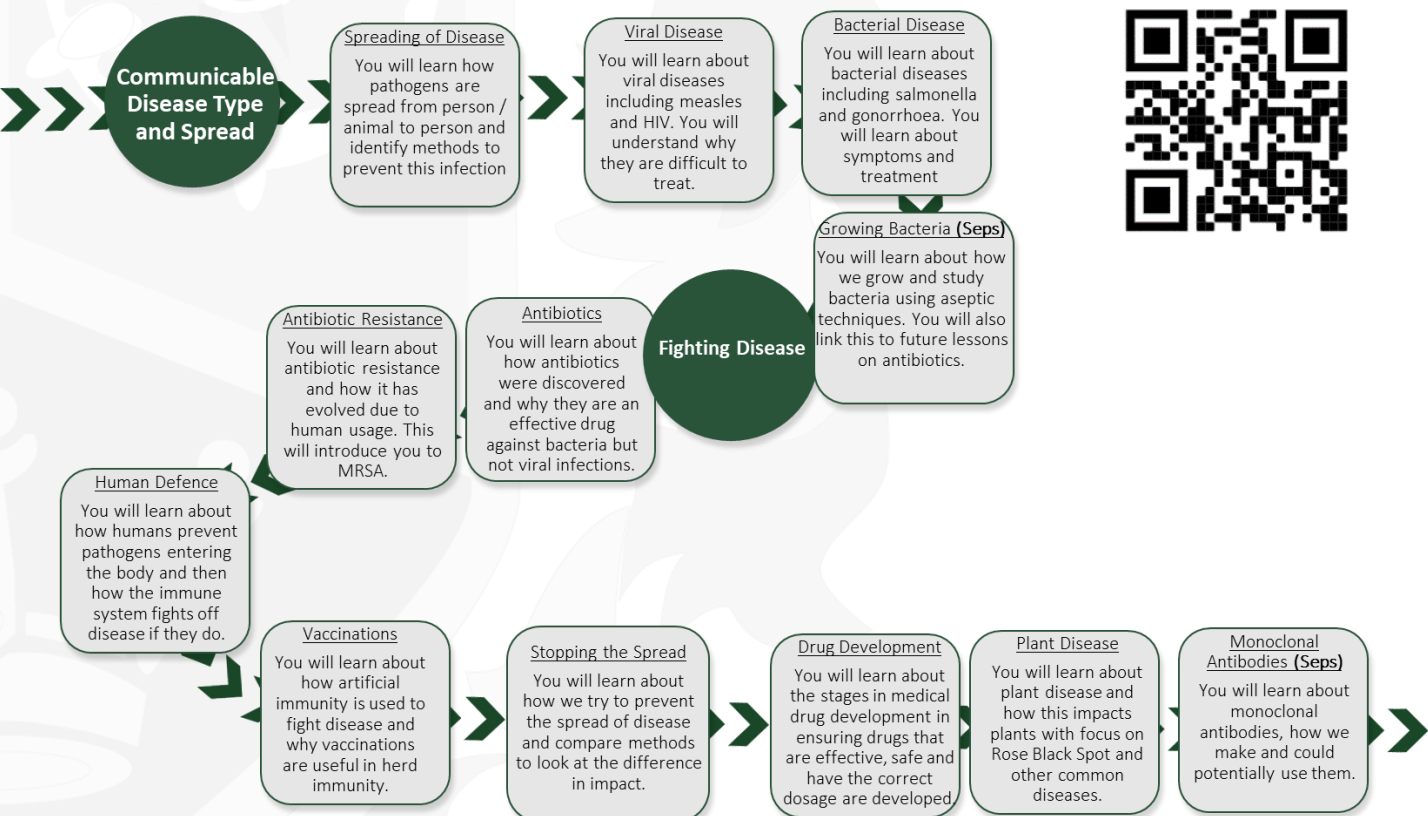 Communicable
Disease Type
and Spread
Spreading of Disease
You will learn how
pathogens are
spread from person /
animal to person and
identify methods to
prevent this infection
Viral Disease
You will learn about
viral diseases
including measles
and HIV. You will
understand why
they are difficult to
treat.
Bacterial Disease
You will learn about
bacterial diseases
including salmonella
and gonorrhoea. You
will learn about
symptoms and
treatment
Growing Bacteria (Seps)
You will learn about how
we grow and study
bacteria using aseptic
techniques. You will also
link this to future lessons
on antibiotics.
Fighting Disease
Antibiotics
You will learn about
how antibiotics
were discovered
and why they are an
effective drug
against bacteria but
not viral infections.
Antibiotic Resistance
You will learn about
antibiotic resistance
and how it has
evolved due to
human usage. This
will introduce you to
MRSA.
Human Defence
You will learn about
how humans prevent
pathogens entering
the body and then
how the immune
system fights off
disease if they do.
Vaccinations
You will learn about
how artificial
immunity is used to
fight disease and
why vaccinations
are useful in herd
immunity.
Stopping the Spread
You will learn about
how we try to prevent
the spread of disease
and compare methods
to look at the difference
in impact.
Drug Development
You will learn about
the stages in medical
drug development in
ensuring drugs that
are effective, safe and
have the correct
dosage are developed.
Plant Disease
You will learn about
plant disease and
how this impacts
plants with focus on
Rose Black Spot and
other common
diseases.
Monoclonal
Antibodies (Seps)
You will learn about
monoclonal
antibodies, how we
make and could
potentially use them.